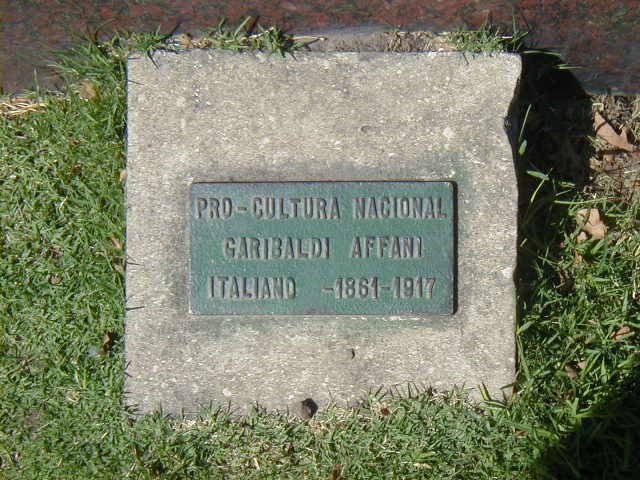 PRO-CULTURA NACIONAL
GARIBALDI AFFANI
ITALIANO -1861-1917